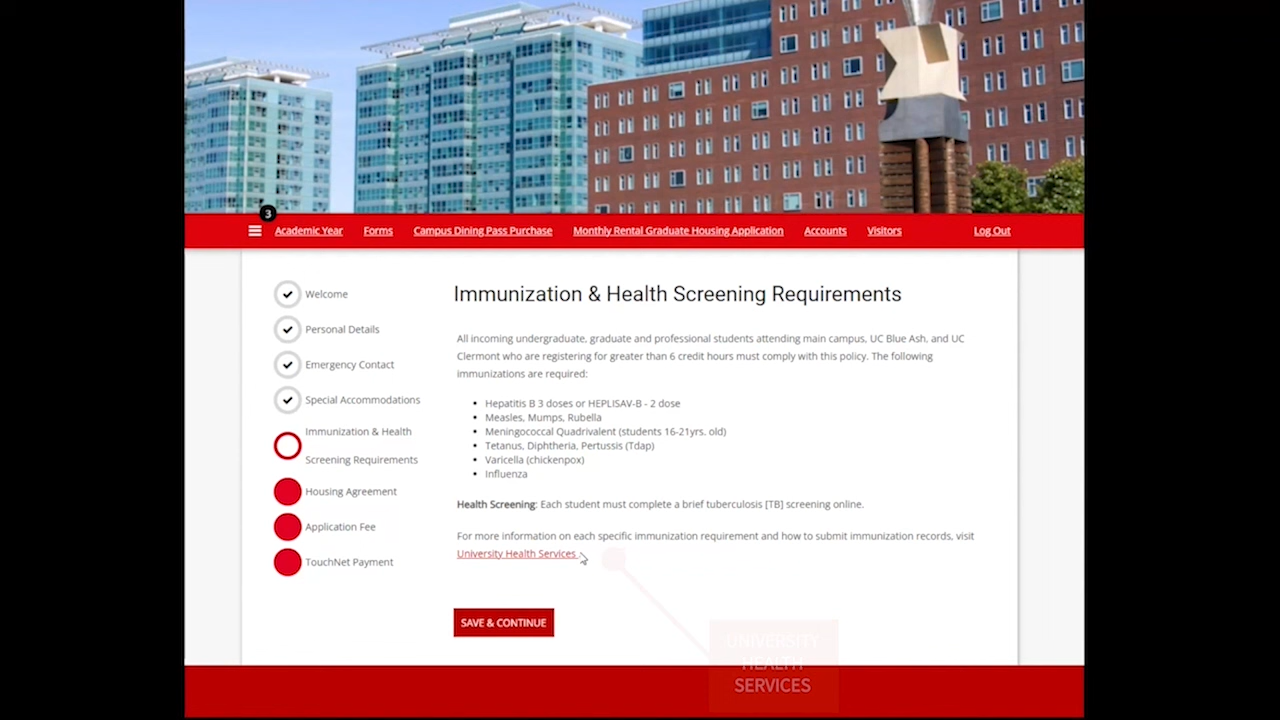 3
Academic Year Forms Campus Dining Pass Purchase Monthly Rental Graduate Housing Application Accounts Visitors Log Out
Welcome
Personal Details
Emergency Contact
Special Accommodations
Immunization & Health
Screening Requirements
Housing Agreement
Application Fee
TouchNet Payment
Immunization & Health Screening Requirements
All incoming undergraduate, graduate and professional students attending main campus, UC Blue Ash, and UC
Clermont who are registering for greater than 6 credit hours must comply with this policy. The following
immunizations are required:
• Hepatitis B 3 doses or HEPLISAV-B - 2 dose
• Measles, Mumps, Rubella
• Meningococcal Quadrivalent (students 16-21yrs. old)
• Tetanus, Diphtheria, Pertussis (Tdap)
• Varicella (chickenpox)
• Influenza
Health Screening: Each student must complete a brief tuberculosis [TB] screening online.
For more information on each specific immunization requirement and how to submit immunization records, visit
University Health Services
SAVE & CONTINUE
UNIVERSITY
HEALTH
SERVICES